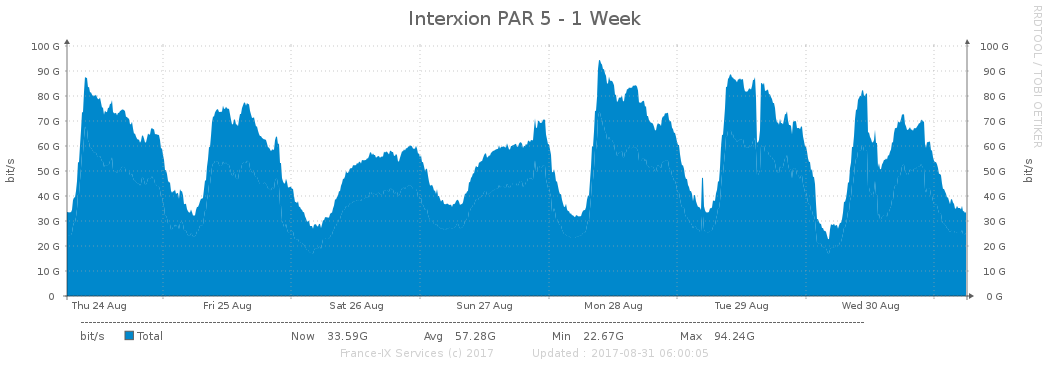 Interxion PAR 5 - 1 Week
RRDTOOL / TOBI OETIKER
bit/s
100 G
90 G
80 G
70 G
60 G
50 G
40 G
30 G
20 G
10 G
0
100 G
90 G
80 G
70 G
60 G
50 G
40 G
30 G
20 G
10 G
0 G
bit/s
Thu 24 Aug Fri 25 Aug Sat 26 Aug Sun 27 Aug Mon 28 Aug Tue 29 Aug Wed 30 Aug
bit/s Total Now 33.59G Avg 57.28G Min 22.67G Max 94.24G
France-IX Services (c) 2017 Updated : 2017-08-31 06:00:05